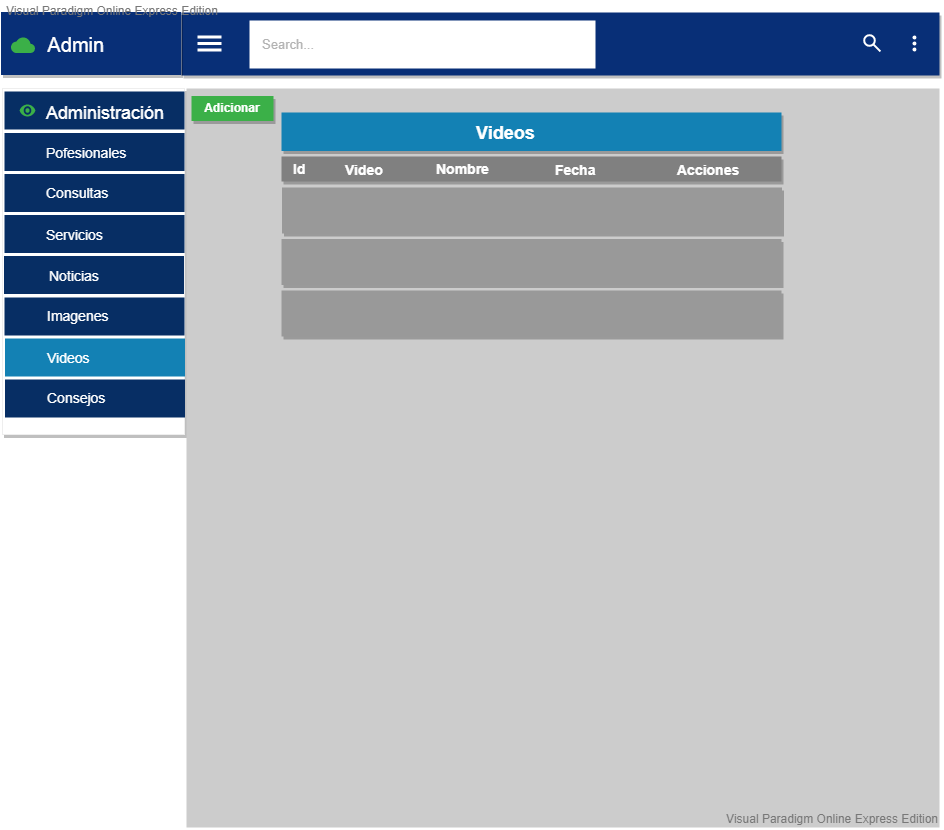 Visual Paradigm Online Express Edition
Admin
Search...
Administración
Pofesionales
Consultas
Servicios
Noticias
Imagenes
Videos
Consejos
Adicionar
Videos
Id Video Nombre Fecha Acciones
Visual Paradigm Online Express Edition